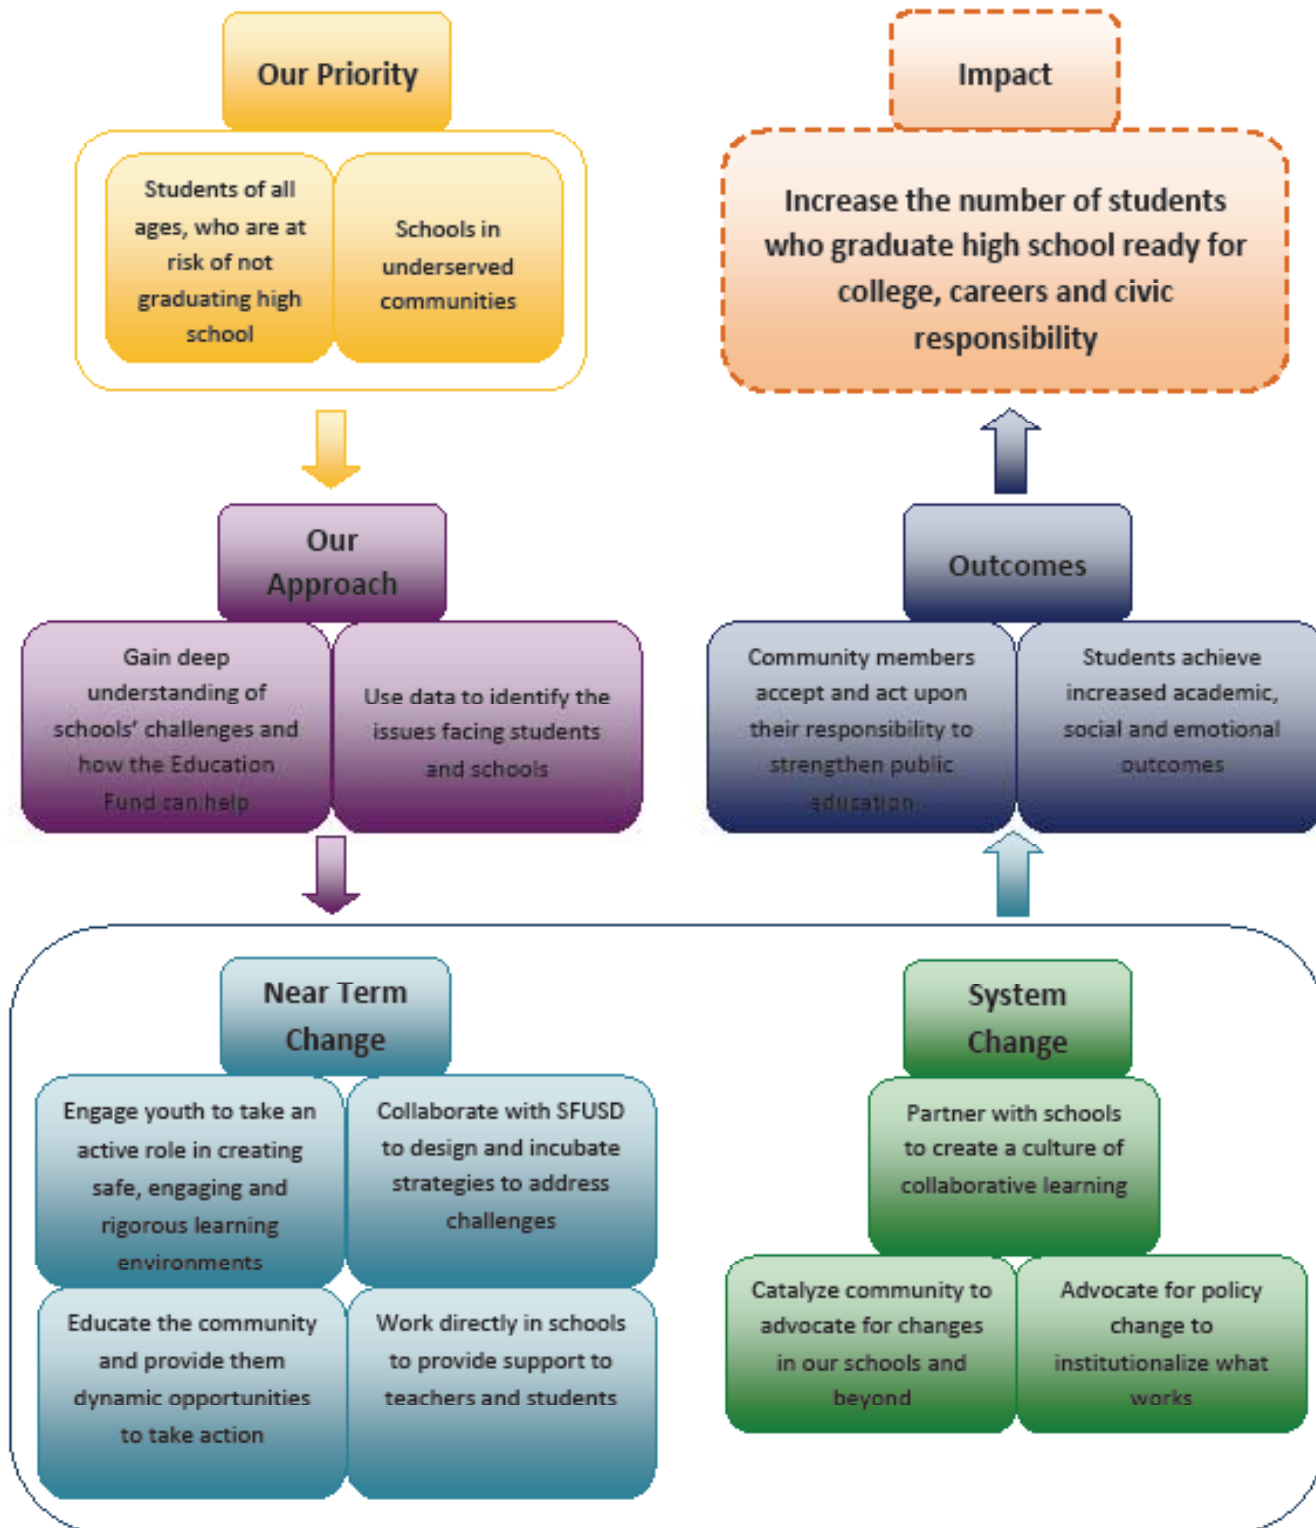 Our Priority
Students of all
ages, who are at
risk of not
graduating high
school
Schools in
underserved
communities
Our
Approach
Gain deep
understanding of
schools' challenges and
how the Education
Fund can help
Use data to identify the
issues facing students
and schools
Near Term
Change
Engage youth to take an
active role in creating
safe, engaging and
rigorous learning
environments
Collaborate with SFUSD
to design and incubate
strategies to address
challenges
Educate the community
and provide them
dynamic opportunities
to take action
Work directly in schools
to provide support to
teachers and students
System
Change
Partner with schools
to create a culture of
collaborative learning
Catalyze community to
advocate for changes
in our schools and
beyond
Advocate for policy
change to
institutionalize what
works
Outcomes
Community members
accept and act upon
their responsibility to
strengthen public
education.
Students achieve
increased academic,
social and emotional
outcomes
Impact
Increase the number of students
who graduate high school ready for
college, careers and civic
responsibility